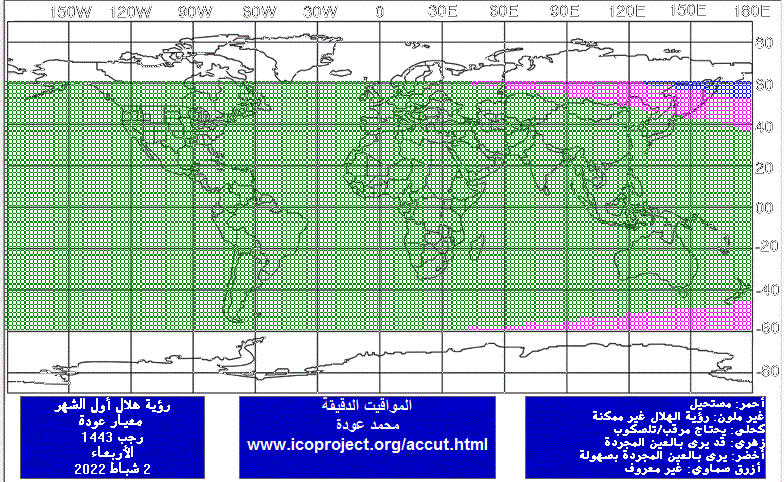 150W 120W 90W 60W 30W 0 30E 60E 90E 120E 150E 180E
80
60
40
20
00
-20
-40
-60
-80
رؤية هلال أول الشهر
معيار عودة
رجب 1443
الأربعاء
2 شباط 2022
المواقيت الدقيقة
محمد عودة
www.icoproject.org/accut.html
أحمر: مستحيل
غير ملون: رؤية الهلال غير ممكنة
كحلي: يحتاج مرقب/تلسكوب
زهري: قد يرى بالعين المجردة
أخضر: يرى بالعين المجردة بصهولة
أزرق سماوي: غير معروف